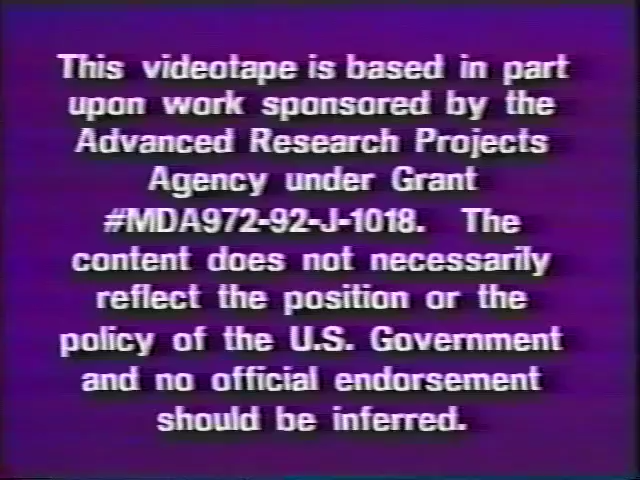 This videotape is based in part
upon work sponsored by the
Advanced Research Projects
Agency under Grant
#MDA972-92-J-1018. The
content does not necessarily
reflect the position or the
policy of the U.S. Government
and no official endorsement
should be inferred.